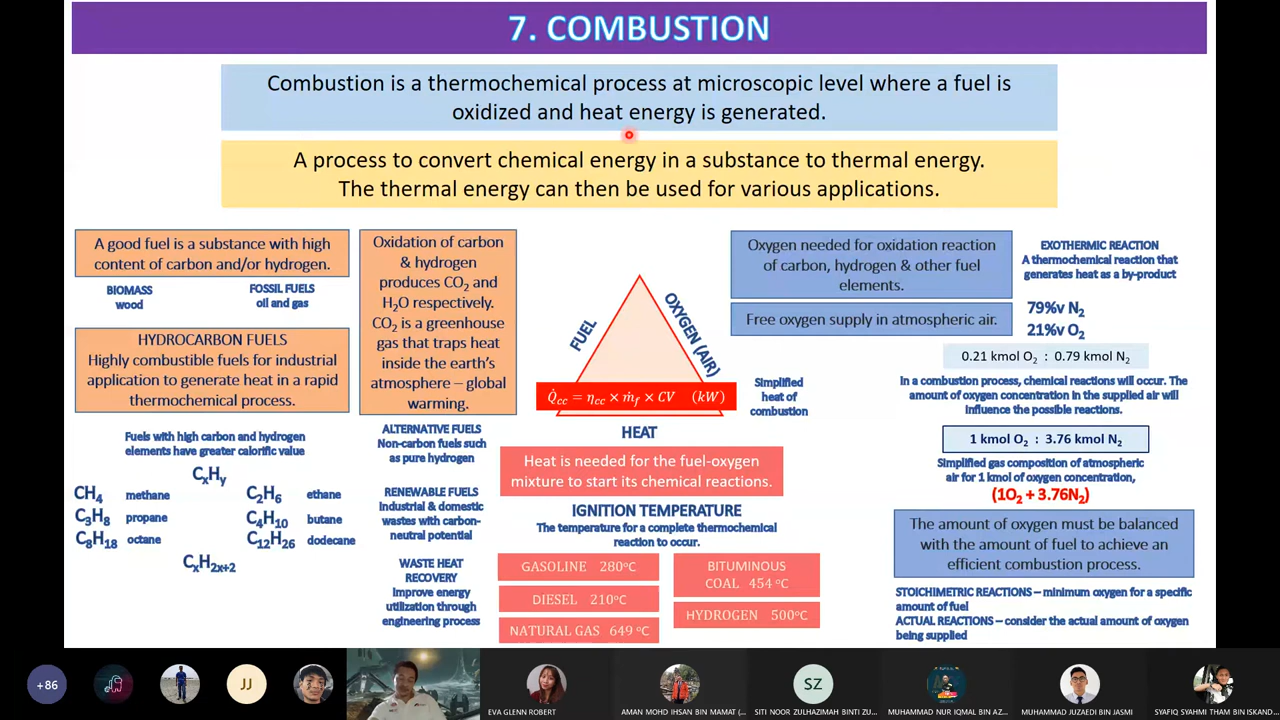 7. COMBUSTION
Combustion is a thermochemical process at microscopic level where a fuel is
oxidized and heat energy is generated.
A process to convert chemical energy in a substance to thermal energy.
The thermal energy can then be used for various applications.
A good fuel is a substance with high
content of carbon and/or hydrogen.
BIOMASS
wood
FOSSIL FUELS
oil and gas
HYDROCARBON FUELS
Highly combustible fuels for industrial
application to generate heat in a rapid
thermochemical process.
Fuels with high carbon and hydrogen
elements have greater calorific value
CxHy
CH4 methane
C2H6 ethane
C3H8 propane
C4H10 butane
C8H18 octane
C12H26 dodecane
CxH2x+2
Oxidation of carbon
& hydrogen
produces CO2 and
H2O respectively.
CO2 is a greenhouse
gas that traps heat
inside the earth's
atmosphere – global
warming.
ALTERNATIVE FUELS
Non-carbon fuels such
as pure hydrogen
RENEWABLE FUELS
Industrial & domestic
wastes with carbon-
neutral potential
WASTE HEAT
RECOVERY
Improve energy
utilization through
engineering process
FUEL
OXYGEN (AIR)
Q̇cc = ηcc × ṁf × CV (kW)
HEAT
Simplified
heat of
combustion
Heat is needed for the fuel-oxygen
mixture to start its chemical reactions.
IGNITION TEMPERATURE
The temperature for a complete thermochemical
reaction to occur.
GASOLINE 280°C
DIESEL 210°C
NATURAL GAS 649 °C
BITUMINOUS
COAL 454 °C
HYDROGEN 500°C
Oxygen needed for oxidation reaction
of carbon, hydrogen & other fuel
elements.
Free oxygen supply in atmospheric air.
EXOTHERMIC REACTION
A thermochemical reaction that
generates heat as a by-product
79%v N2
21%v O2
0.21 kmol O2 : 0.79 kmol N2
In a combustion process, chemical reactions will occur. The
amount of oxygen concentration in the supplied air will
influence the possible reactions.
1 kmol O2 : 3.76 kmol N2
Simplified gas composition of atmospheric
air for 1 kmol of oxygen concentration,
(1O2 + 3.76N2)
The amount of oxygen must be balanced
with the amount of fuel to achieve an
efficient combustion process.
STOICHIMETRIC REACTIONS – minimum oxygen for a specific
amount of fuel
ACTUAL REACTIONS – consider the actual amount of oxygen
being supplied
+86
JJ
SZ
EVA GLENN ROBERT
AMAN MOHD IHSAN BIN MAMAT (...
SITI NOOR ZULHAZIMAH BINTI ZU...
MUHAMMAD NUR IQMAL BIN AZ...
MUHAMMAD JUZAEDI BIN JASMI
SYAFIQ SYAHMI THAM BIN ISKAND...